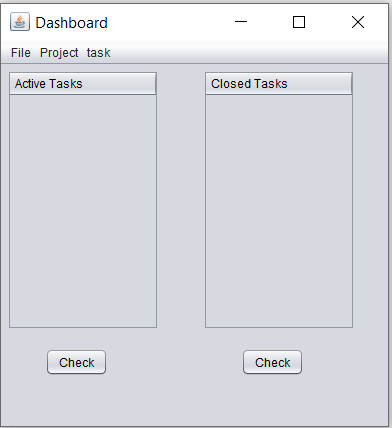 Dashboard
File Project task
Active Tasks Closed Tasks
Check Check